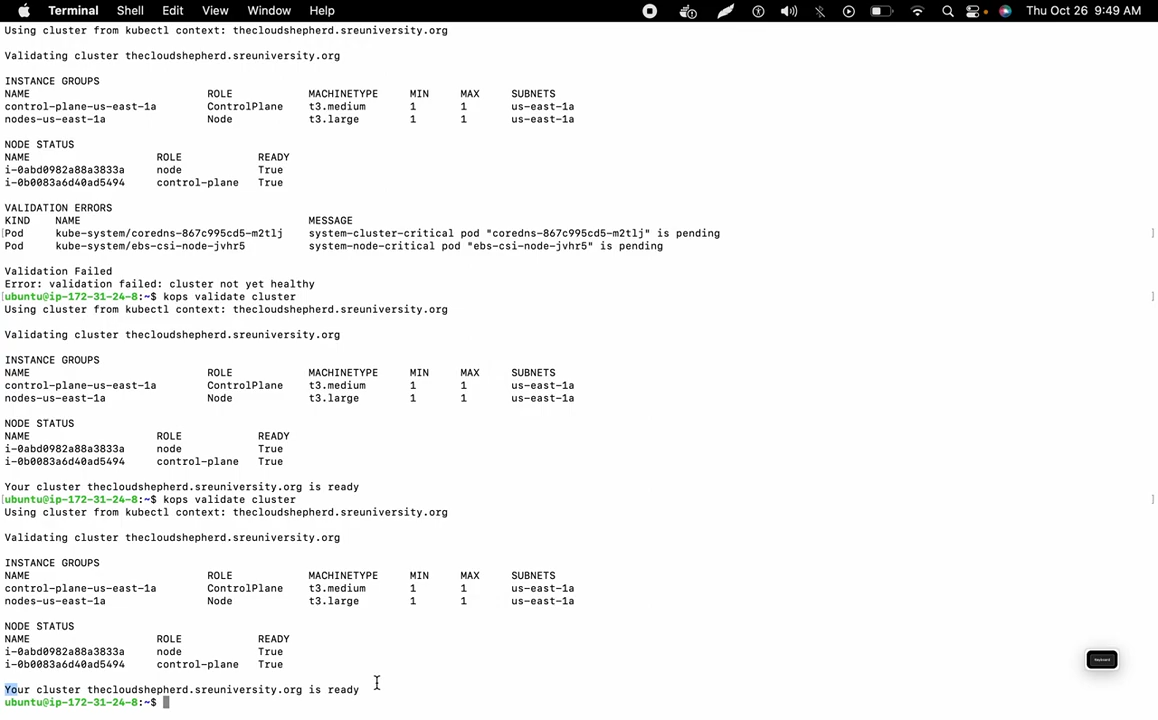 Terminal Shell Edit View Window Help Thu Oct 26 9:49 AM
Using cluster from kubectl context: thecloudshepherd.sreuniversity.org
Validating cluster thecloudshepherd.sreuniversity.org
INSTANCE GROUPS
NAME ROLE MACHINETYPE MIN MAX SUBNETS
control-plane-us-east-1a ControlPlane t3.medium 1 1 us-east-1a
nodes-us-east-1a Node t3.large 1 1 us-east-1a
NODE STATUS
NAME ROLE READY
i-0abd0982a88a3833a node True
i-0b0083a6d40ad5494 control-plane True
VALIDATION ERRORS
KIND NAME MESSAGE
Pod kube-system/coredns-867c995cd5-m2tlj system-cluster-critical pod "coredns-867c995cd5-m2tlj" is pending
Pod kube-system/ebs-csi-node-jvhr5 system-node-critical pod "ebs-csi-node-jvhr5" is pending
Validation Failed
Error: validation failed: cluster not yet healthy
ubuntu@ip-172-31-24-8:~$ kops validate cluster
Using cluster from kubectl context: thecloudshepherd.sreuniversity.org
Validating cluster thecloudshepherd.sreuniversity.org
INSTANCE GROUPS
NAME ROLE MACHINETYPE MIN MAX SUBNETS
control-plane-us-east-1a ControlPlane t3.medium 1 1 us-east-1a
nodes-us-east-1a Node t3.large 1 1 us-east-1a
NODE STATUS
NAME ROLE READY
i-0abd0982a88a3833a node True
i-0b0083a6d40ad5494 control-plane True
Your cluster thecloudshepherd.sreuniversity.org is ready
ubuntu@ip-172-31-24-8:~$ kops validate cluster
Using cluster from kubectl context: thecloudshepherd.sreuniversity.org
Validating cluster thecloudshepherd.sreuniversity.org
INSTANCE GROUPS
NAME ROLE MACHINETYPE MIN MAX SUBNETS
control-plane-us-east-1a ControlPlane t3.medium 1 1 us-east-1a
nodes-us-east-1a Node t3.large 1 1 us-east-1a
NODE STATUS
NAME ROLE READY
i-0abd0982a88a3833a node True
i-0b0083a6d40ad5494 control-plane True
Keyboard
Your cluster thecloudshepherd.sreuniversity.org is ready
ubuntu@ip-172-31-24-8:~$